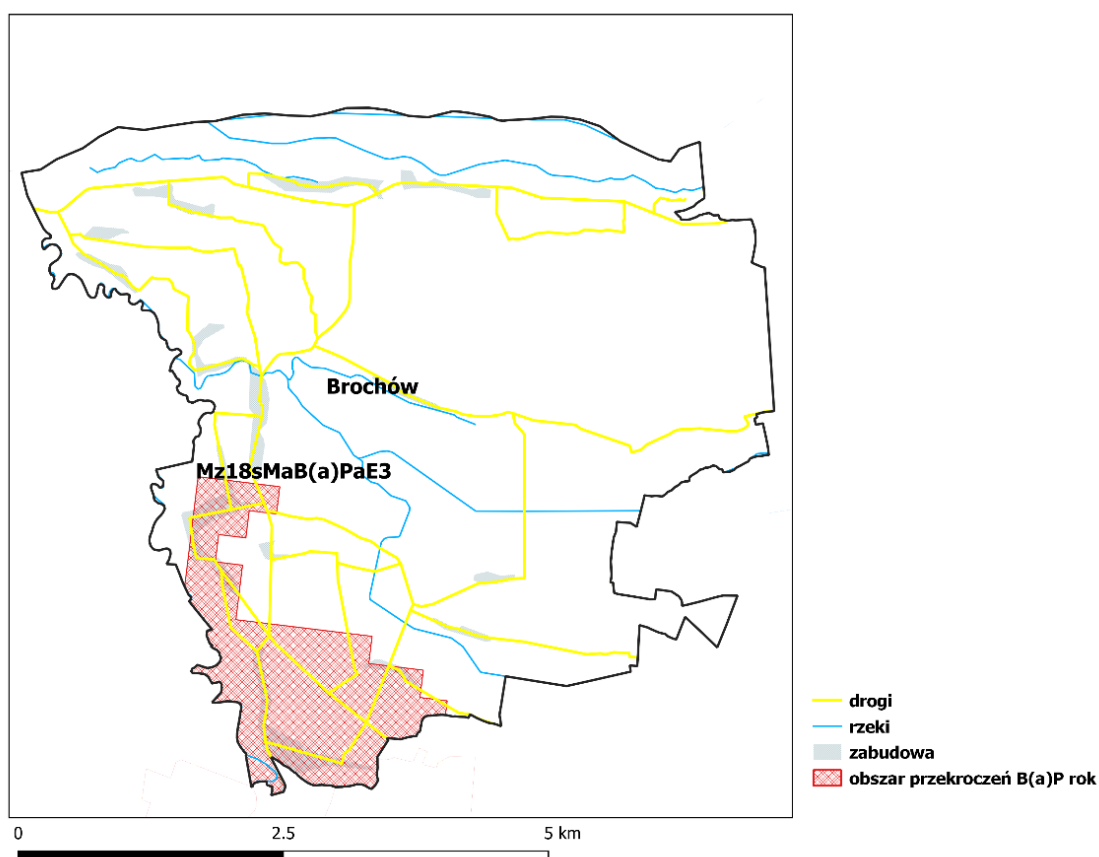 Brochów
Mz18sMaB(a)PaE3
drogi
rzeki
zabudowa
obszar przekroczeń B(a)P rok
0 2.5 5 km